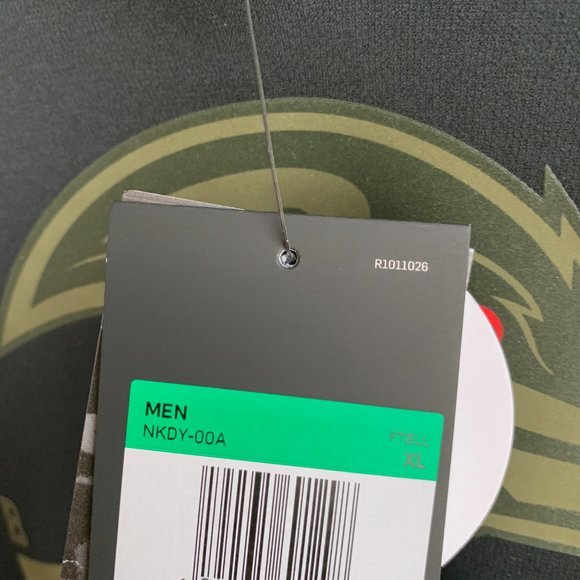 R1011026
MEN
NKDY-00A
FTBLL
XL